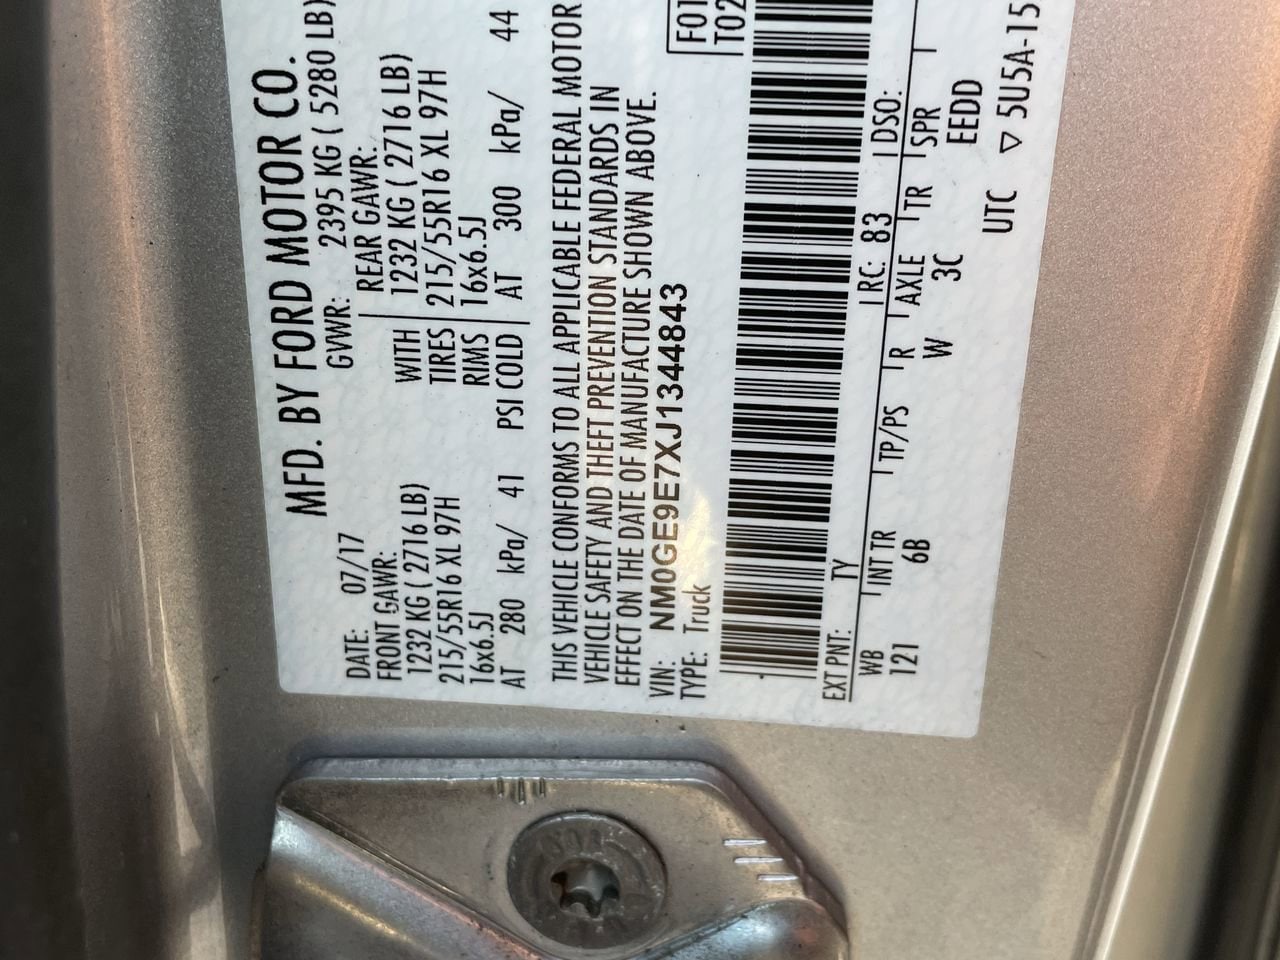 MFD. BY FORD MOTOR CO.
DATE: 07/17 GVWR: 2395 KG ( 5280 LB)
FRONT GAWR: REAR GAWR:
1232 KG ( 2716 LB) WITH 1232 KG ( 2716 LB)
215/55R16 XL 97H TIRES 215/55R16 XL 97H
16x6.5J RIMS 16x6.5J
AT 280 kPa/ 41 PSI COLD AT 300 kPa/ 44
THIS VEHICLE CONFORMS TO ALL APPLICABLE FEDERAL MOTOR
VEHICLE SAFETY AND THEFT PREVENTION STANDARDS IN
EFFECT ON THE DATE OF MANUFACTURE SHOWN ABOVE.
VIN: NM0GE9E7XJ1344843
TYPE: Truck
F01
T02
EXT PNT: TY RC: 83 DSO:
WB INT TR TP/PS R AXLE TR SPR
121 6B W 3C EEDD
UTC ▽ 5U5A-15